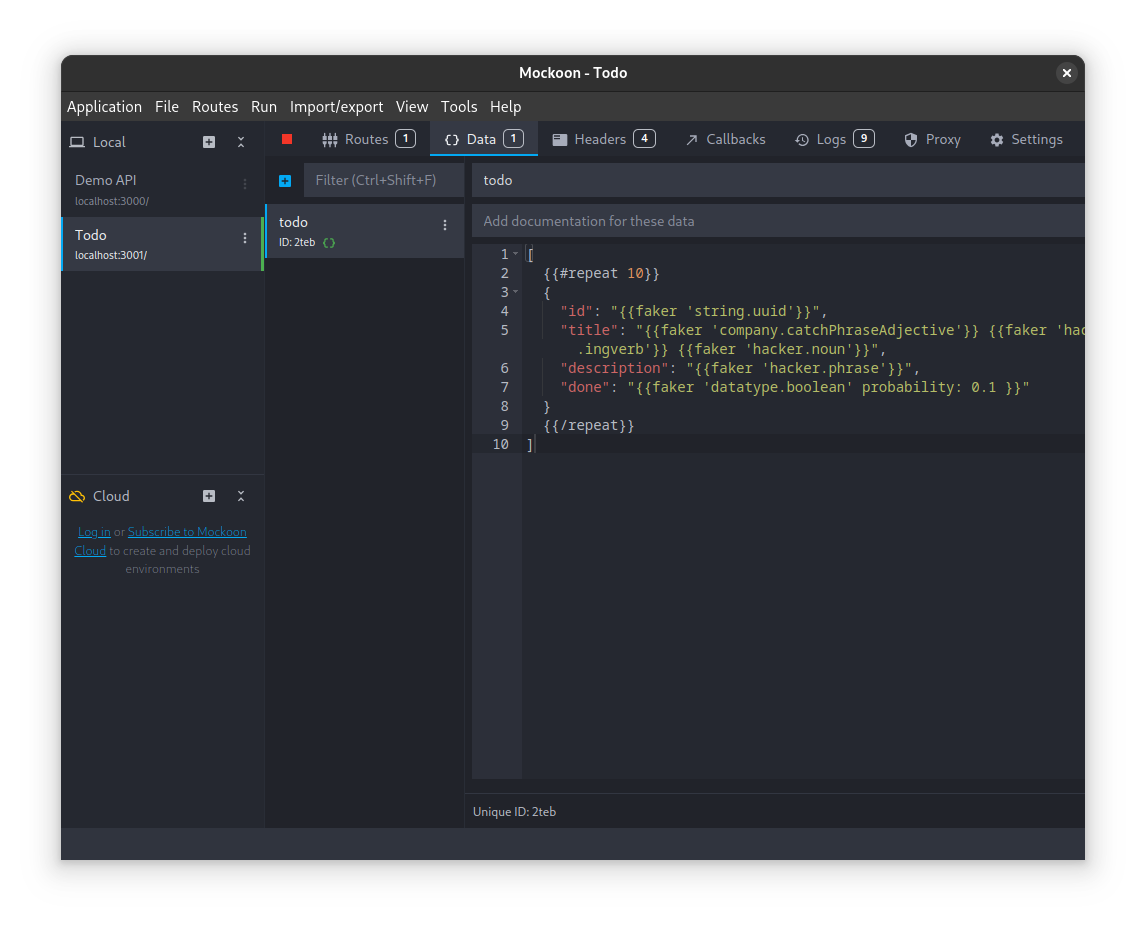 Mockoon - Todo
Application File Routes Run Import/export View Tools Help
Local
Demo API
localhost:3000/
Todo
localhost:3001/
Cloud
Log in or Subscribe to Mockoon
Cloud to create and deploy cloud
environments
Routes 1 Data 1 Headers 4 Callbacks Logs 9 Proxy Settings
Filter (Ctrl+Shift+F)
todo
ID: 2teb {}
todo
Add documentation for these data
1 [
2 {{#repeat 10}}
3 {
4 "id": "{{faker 'string.uuid'}}",
5 "title": "{{faker 'company.catchPhraseAdjective'}} {{faker 'hac
.ingverb'}} {{faker 'hacker.noun'}}",
6 "description": "{{faker 'hacker.phrase'}}",
7 "done": "{{faker 'datatype.boolean' probability: 0.1 }}"
8 }
9 {{/repeat}}
10 ]
Unique ID: 2teb